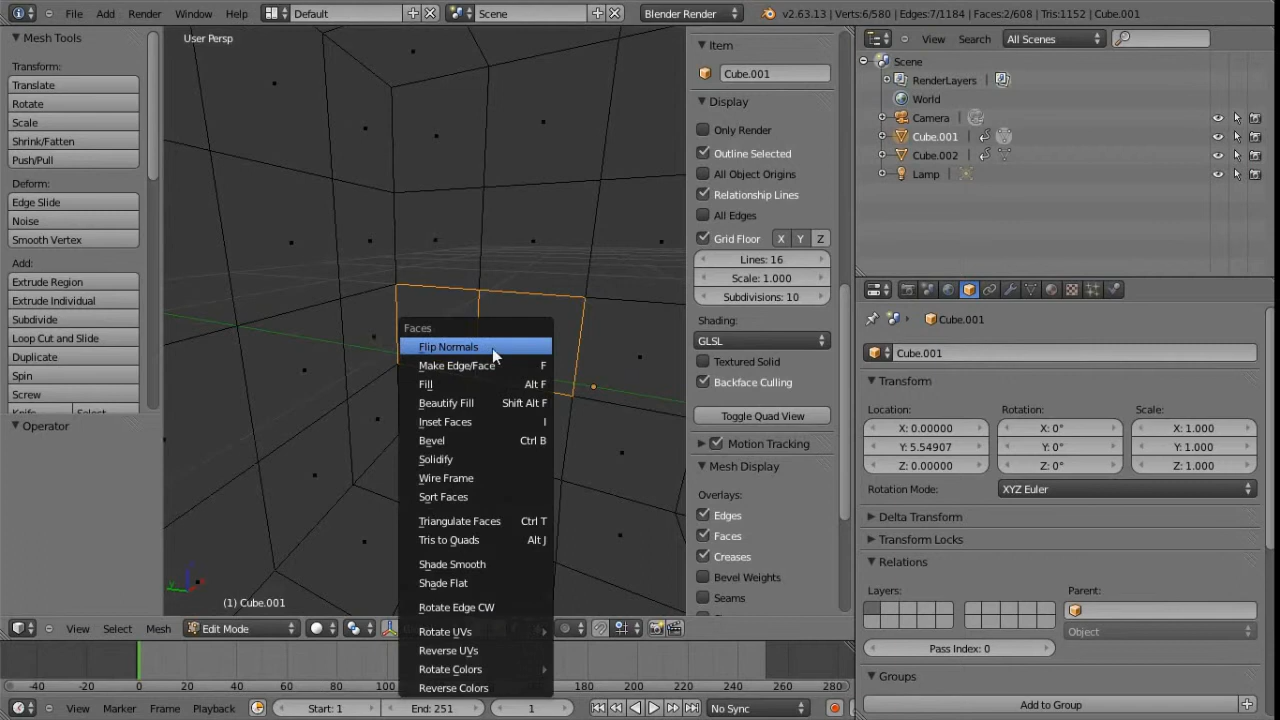 File Add Render Window Help Default Scene Blender Render v2.63.13 | Verts:6/580 | Edges:7/1184 | Faces:2/608 | Tris:1152 | Cube.001
Mesh Tools
Transform:
Translate
Rotate
Scale
Shrink/Fatten
Push/Pull
Deform:
Edge Slide
Noise
Smooth Vertex
Add:
Extrude Region
Extrude Individual
Subdivide
Loop Cut and Slide
Duplicate
Spin
Screw
Knife Select
Operator
User Persp
(1) Cube.001
Faces
Flip Normals
Make Edge/Face F
Fill Alt F
Beautify Fill Shift Alt F
Inset Faces I
Bevel Ctrl B
Solidify
Wire Frame
Sort Faces
Triangulate Faces Ctrl T
Tris to Quads Alt J
Shade Smooth
Shade Flat
Rotate Edge CW
Rotate UVs
Reverse UVs
Rotate Colors
Reverse Colors
Item
Cube.001
Display
Only Render
Outline Selected
All Object Origins
Relationship Lines
All Edges
Grid Floor X Y Z
Lines: 16
Scale: 1.000
Subdivisions: 10
Shading:
GLSL
Textured Solid
Backface Culling
Toggle Quad View
Motion Tracking
Mesh Display
Overlays:
Edges
Faces
Creases
Bevel Weights
Seams
View Search All Scenes
Scene
RenderLayers
World
Camera
Cube.001
Cube.002
Lamp
Cube.001
Cube.001
Transform
Location: Rotation: Scale:
X: 0.00000 X: 0° X: 1.000
Y: 5.54907 Y: 0° Y: 1.000
Z: 0.00000 Z: 0° Z: 1.000
Rotation Mode: XYZ Euler
Delta Transform
Transform Locks
Relations
Layers: Parent:
Object
Pass Index: 0
Groups
Add to Group
View Select Mesh Edit Mode
-40 -20 0 20 40 60 80 200 220 240 260 280
View Marker Frame Playback Start: 1 End: 251 1 No Sync